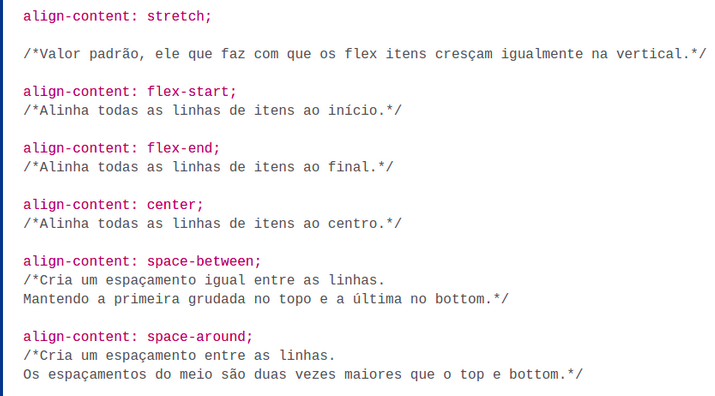 align-content: stretch;
/*Valor padrão, ele que faz com que os flex itens cresçam igualmente na vertical.*/
align-content: flex-start;
/*Alinha todas as linhas de itens ao início.*/
align-content: flex-end;
/*Alinha todas as linhas de itens ao final.*/
align-content: center;
/*Alinha todas as linhas de itens ao centro.*/
align-content: space-between;
/*Cria um espaçamento igual entre as linhas.
Mantendo a primeira grudada no topo e a última no bottom.*/
align-content: space-around;
/*Cria um espaçamento entre as linhas.
Os espaçamentos do meio são duas vezes maiores que o top e bottom.*/